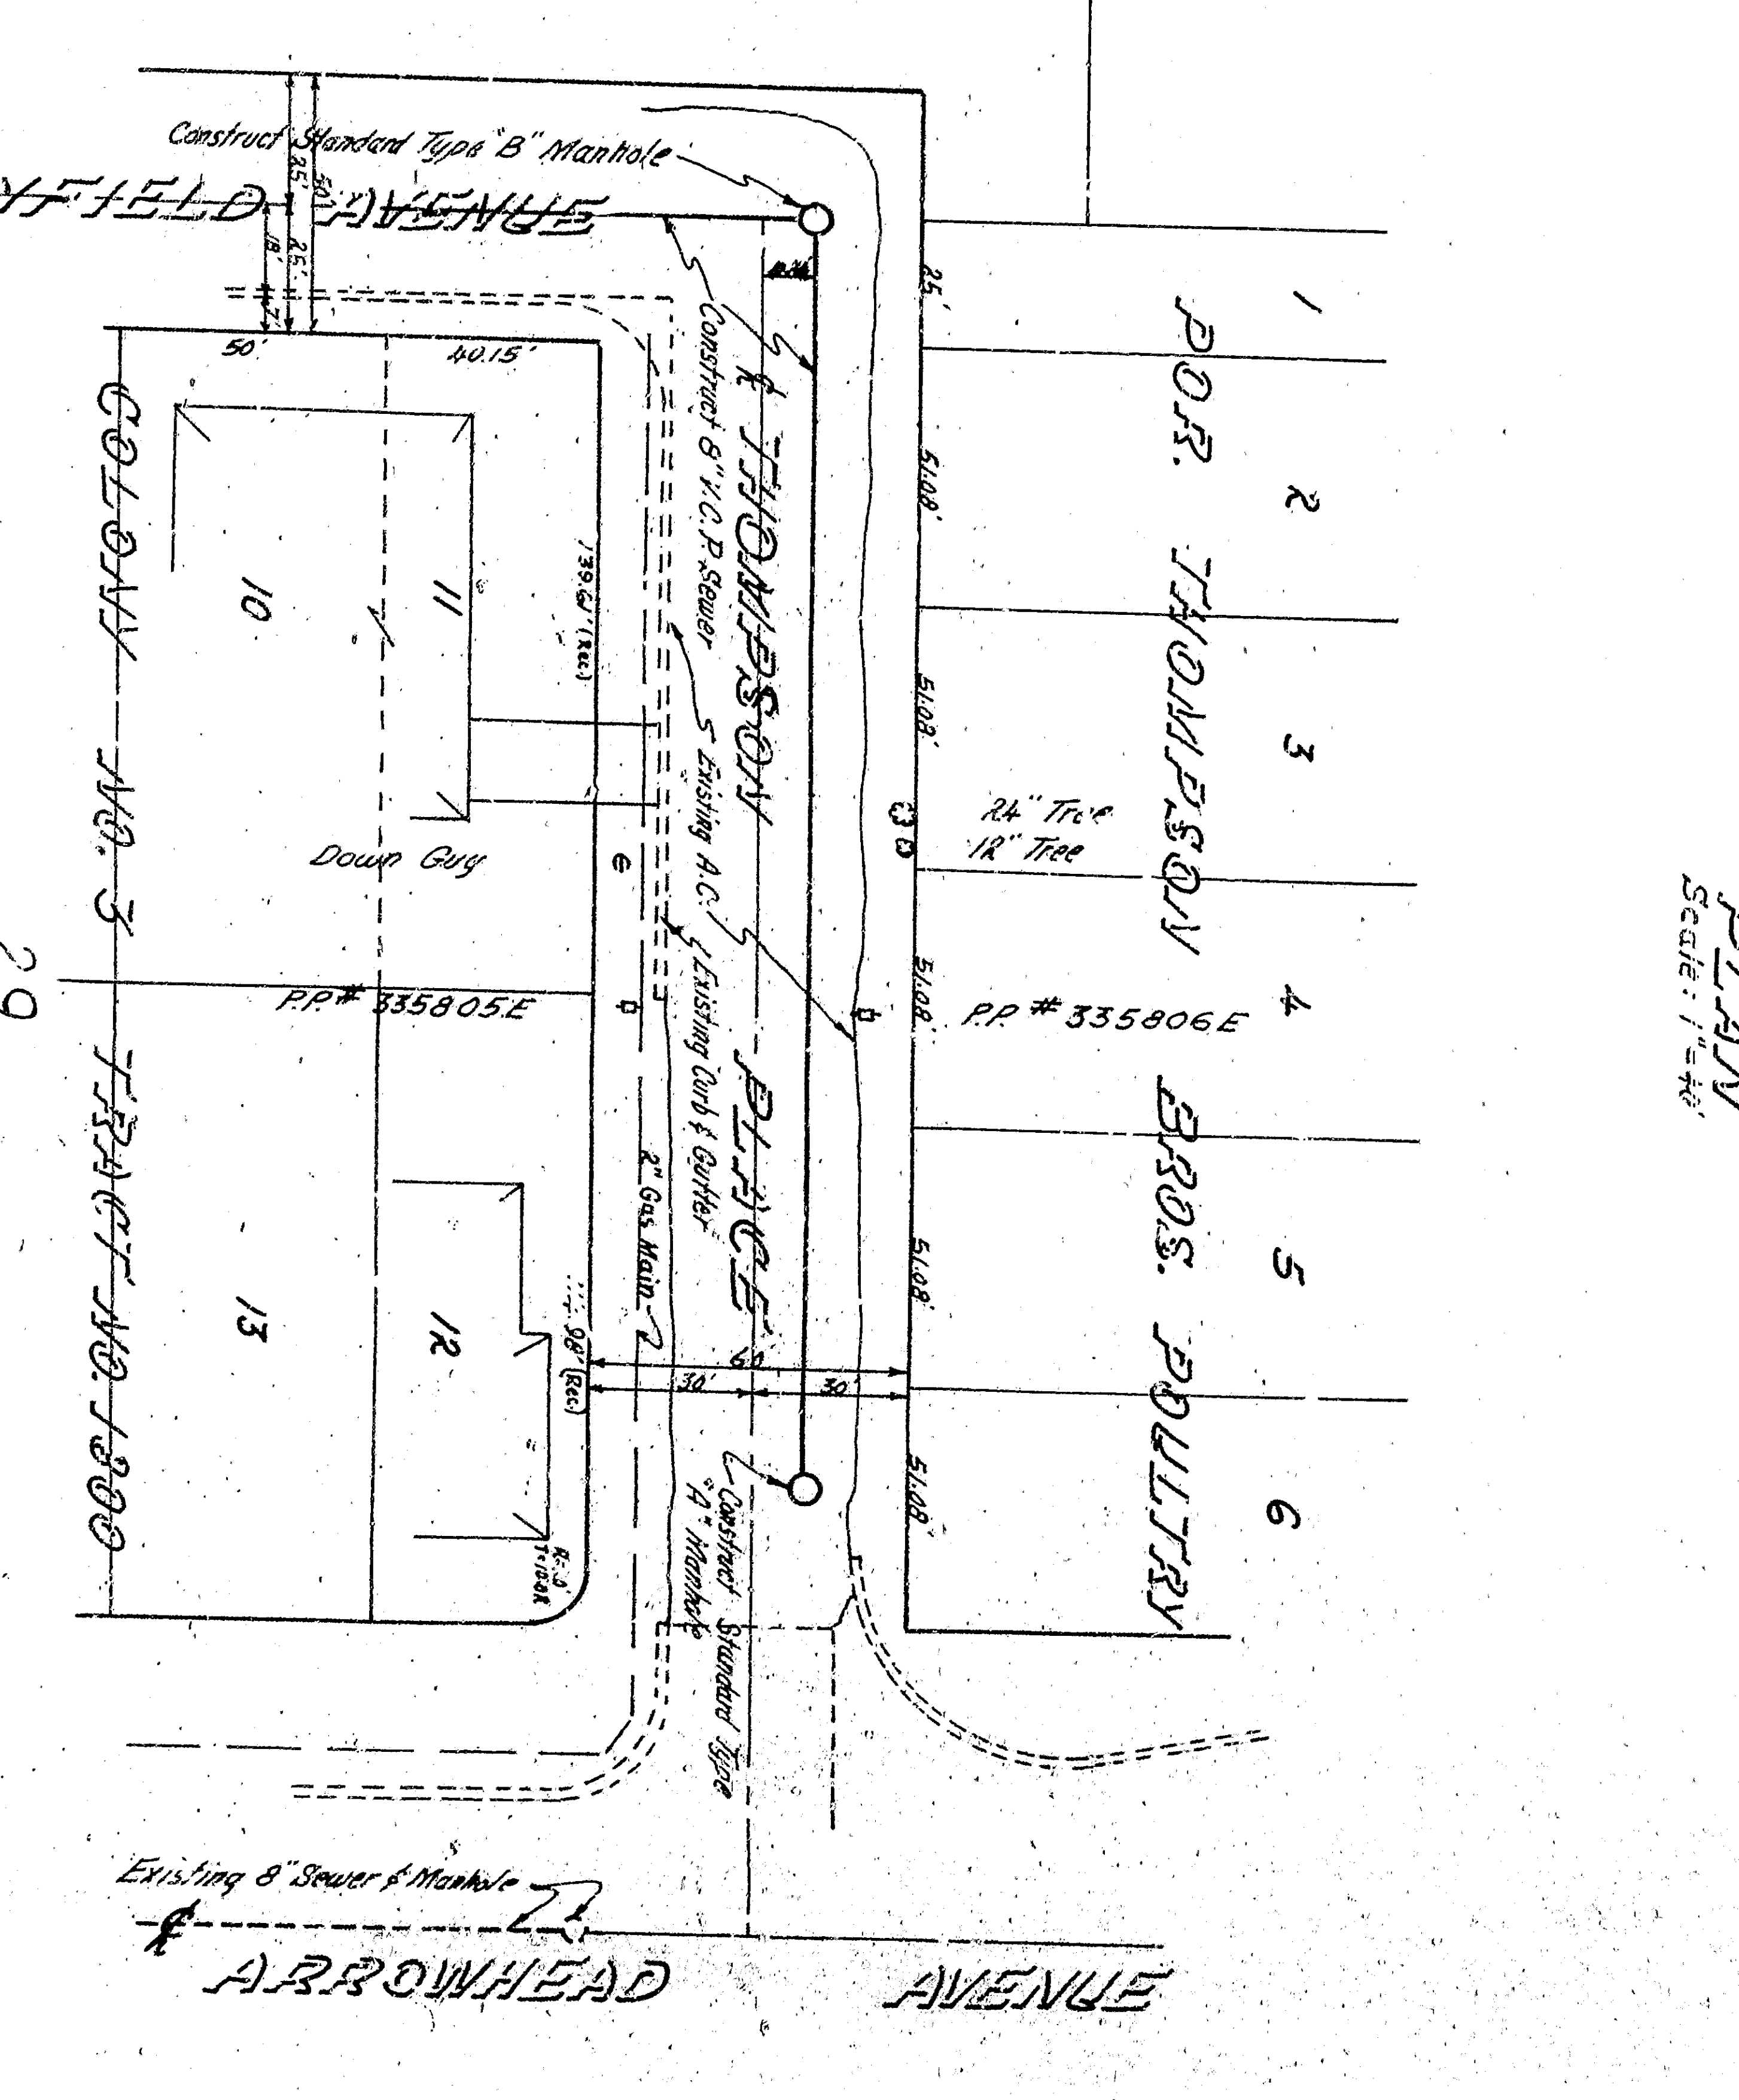 Construct Standard Type "B" Manhole
YFIELD AVENUE
25'
50'
18'
25'
7'
50'
40.15'
25'
51.08'
51.08'
51.08'
51.08'
51.08'
1
2
3
4
5
6
POR. THOMPSON BROS. POULTRY
℄ THOMPSON PLACE
Construct 8" V.C.P. Sewer
Existing A.C.
Existing Curb & Gutter
2" Gas Main
139.61' (Rec.)
10
11
12
13
COLONY NO. 3 TRACT NO. 1900
24" Tree
12" Tree
Down Guy
P.P.# 335805E
P.P.# 335806E
29
98' (Rec.)
60'
30'
30'
Construct Standard Type
"A" Manhole
PLAN
Scale: 1"=40'
Existing 8" Sewer & Manhole
℄
ARROWHEAD AVENUE